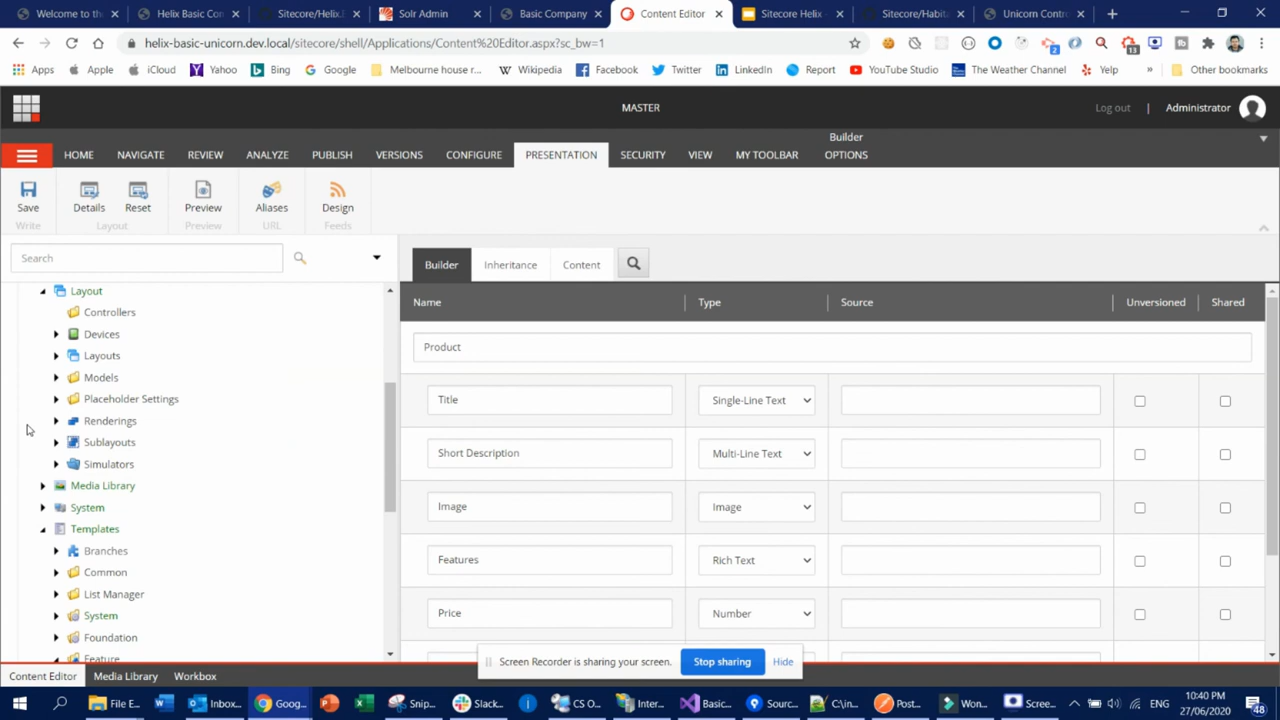 Welcome to the
Helix Basic Con
Sitecore/Helix.E
Solr Admin
Basic Company
Content Editor
Sitecore Helix -
Sitecore/Habita
Unicorn Contro
helix-basic-unicorn.dev.local/sitecore/shell/Applications/Content%20Editor.aspx?sc_bw=1
Apps
Apple
iCloud
Yahoo
Bing
Google
Melbourne house r...
Wikipedia
Facebook
Twitter
LinkedIn
Report
YouTube Studio
The Weather Channel
Yelp
»
Other bookmarks
MASTER
Log out
Administrator
Builder
HOME
NAVIGATE
REVIEW
ANALYZE
PUBLISH
VERSIONS
CONFIGURE
PRESENTATION
SECURITY
VIEW
MY TOOLBAR
OPTIONS
Save
Details
Reset
Preview
Aliases
Design
Write
Layout
Preview
URL
Feeds
Search
Builder
Inheritance
Content
Layout
Controllers
Devices
Layouts
Models
Placeholder Settings
Renderings
Sublayouts
Simulators
Media Library
System
Templates
Branches
Common
List Manager
System
Foundation
Feature
Name
Type
Source
Unversioned
Shared
Product
Title
Single-Line Text
Short Description
Multi-Line Text
Image
Image
Features
Rich Text
Price
Number
Screen Recorder is sharing your screen.
Stop sharing
Hide
Content Editor
Media Library
Workbox
File E...
Inbox...
Goog...
Snip...
Slack...
CS O...
Inter...
Basic...
Sourc...
C:\in...
Post...
Won...
Scree...
ENG
10:40 PM
27/06/2020
48